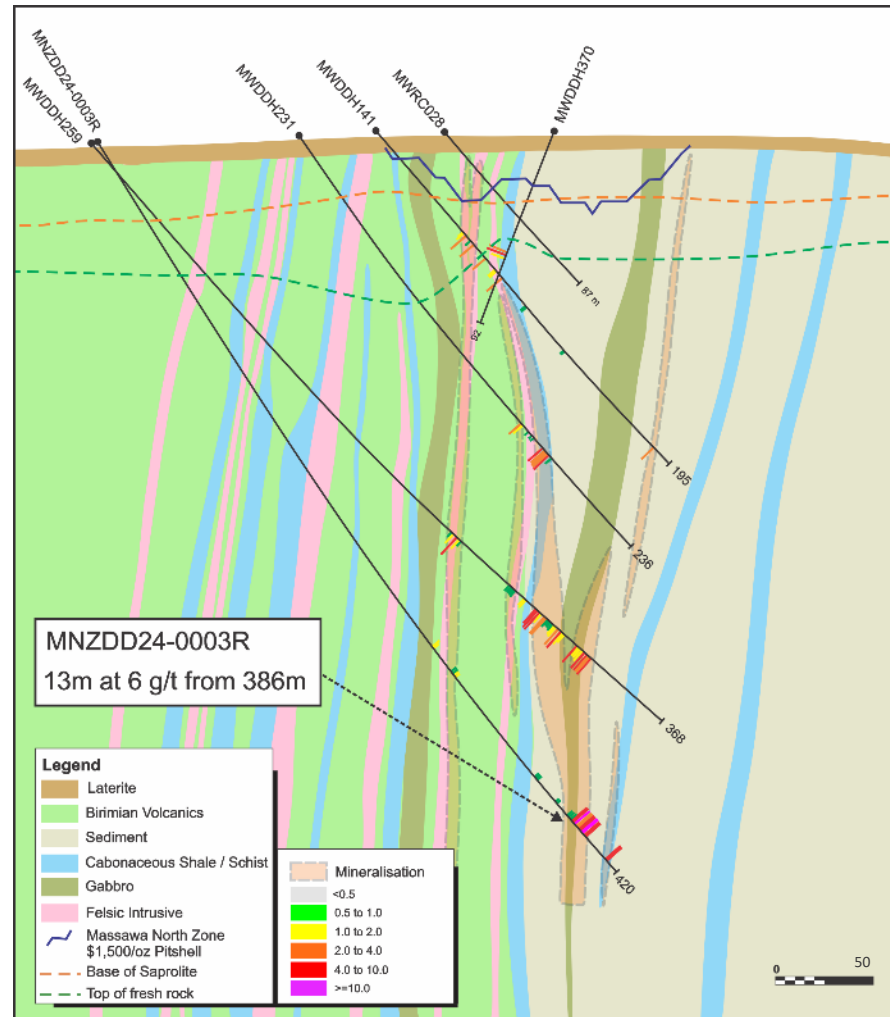 MWDDH259
MNZDD24-0003R
MWDDH231
MWDDH141
MWRC028
MWDDH370
87 m
92
195
236
368
420
MNZDD24-0003R
13m at 6 g/t from 386m
Legend
Laterite
Birimian Volcanics
Sediment
Cabonaceous Shale / Schist
Gabbro
Felsic Intrusive
Massawa North Zone
$1,500/oz Pitshell
Base of Saprolite
Top of fresh rock
Mineralisation
<0.5
0.5 to 1.0
1.0 to 2.0
2.0 to 4.0
4.0 to 10.0
>=10.0
0 50